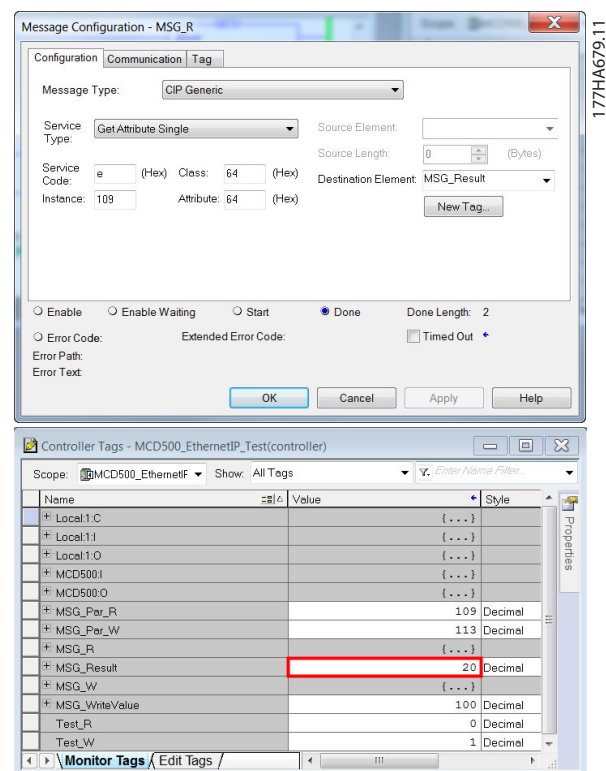 Message Configuration - MSG_R
X
177HA679.11
Configuration Communication Tag
Message Type: CIP Generic
Service Type: Get Attribute Single
Source Element:
Source Length: 0 (Bytes)
Service Code: e (Hex) Class: 64 (Hex) Destination Element: MSG_Result
Instance: 109 Attribute: 64 (Hex)
New Tag...
Enable Enable Waiting Start Done Done Length: 2
Error Code: Extended Error Code: Timed Out
Error Path:
Error Text:
OK Cancel Apply Help
Controller Tags - MCD500_EthernetIP_Test(controller)
Scope: MCD500_EthernetIF Show: All Tags Enter Name Filter...
Name Value Style
Local:1:C {...}
Local:1:I {...}
Local:1:O {...}
MCD500:I {...}
MCD500:O {...}
MSG_Par_R 109 Decimal
MSG_Par_W 113 Decimal
MSG_R {...}
MSG_Result 20 Decimal
MSG_W {...}
MSG_WriteValue 100 Decimal
Test_R 0 Decimal
Test_W 1 Decimal
Monitor Tags Edit Tags
Properties